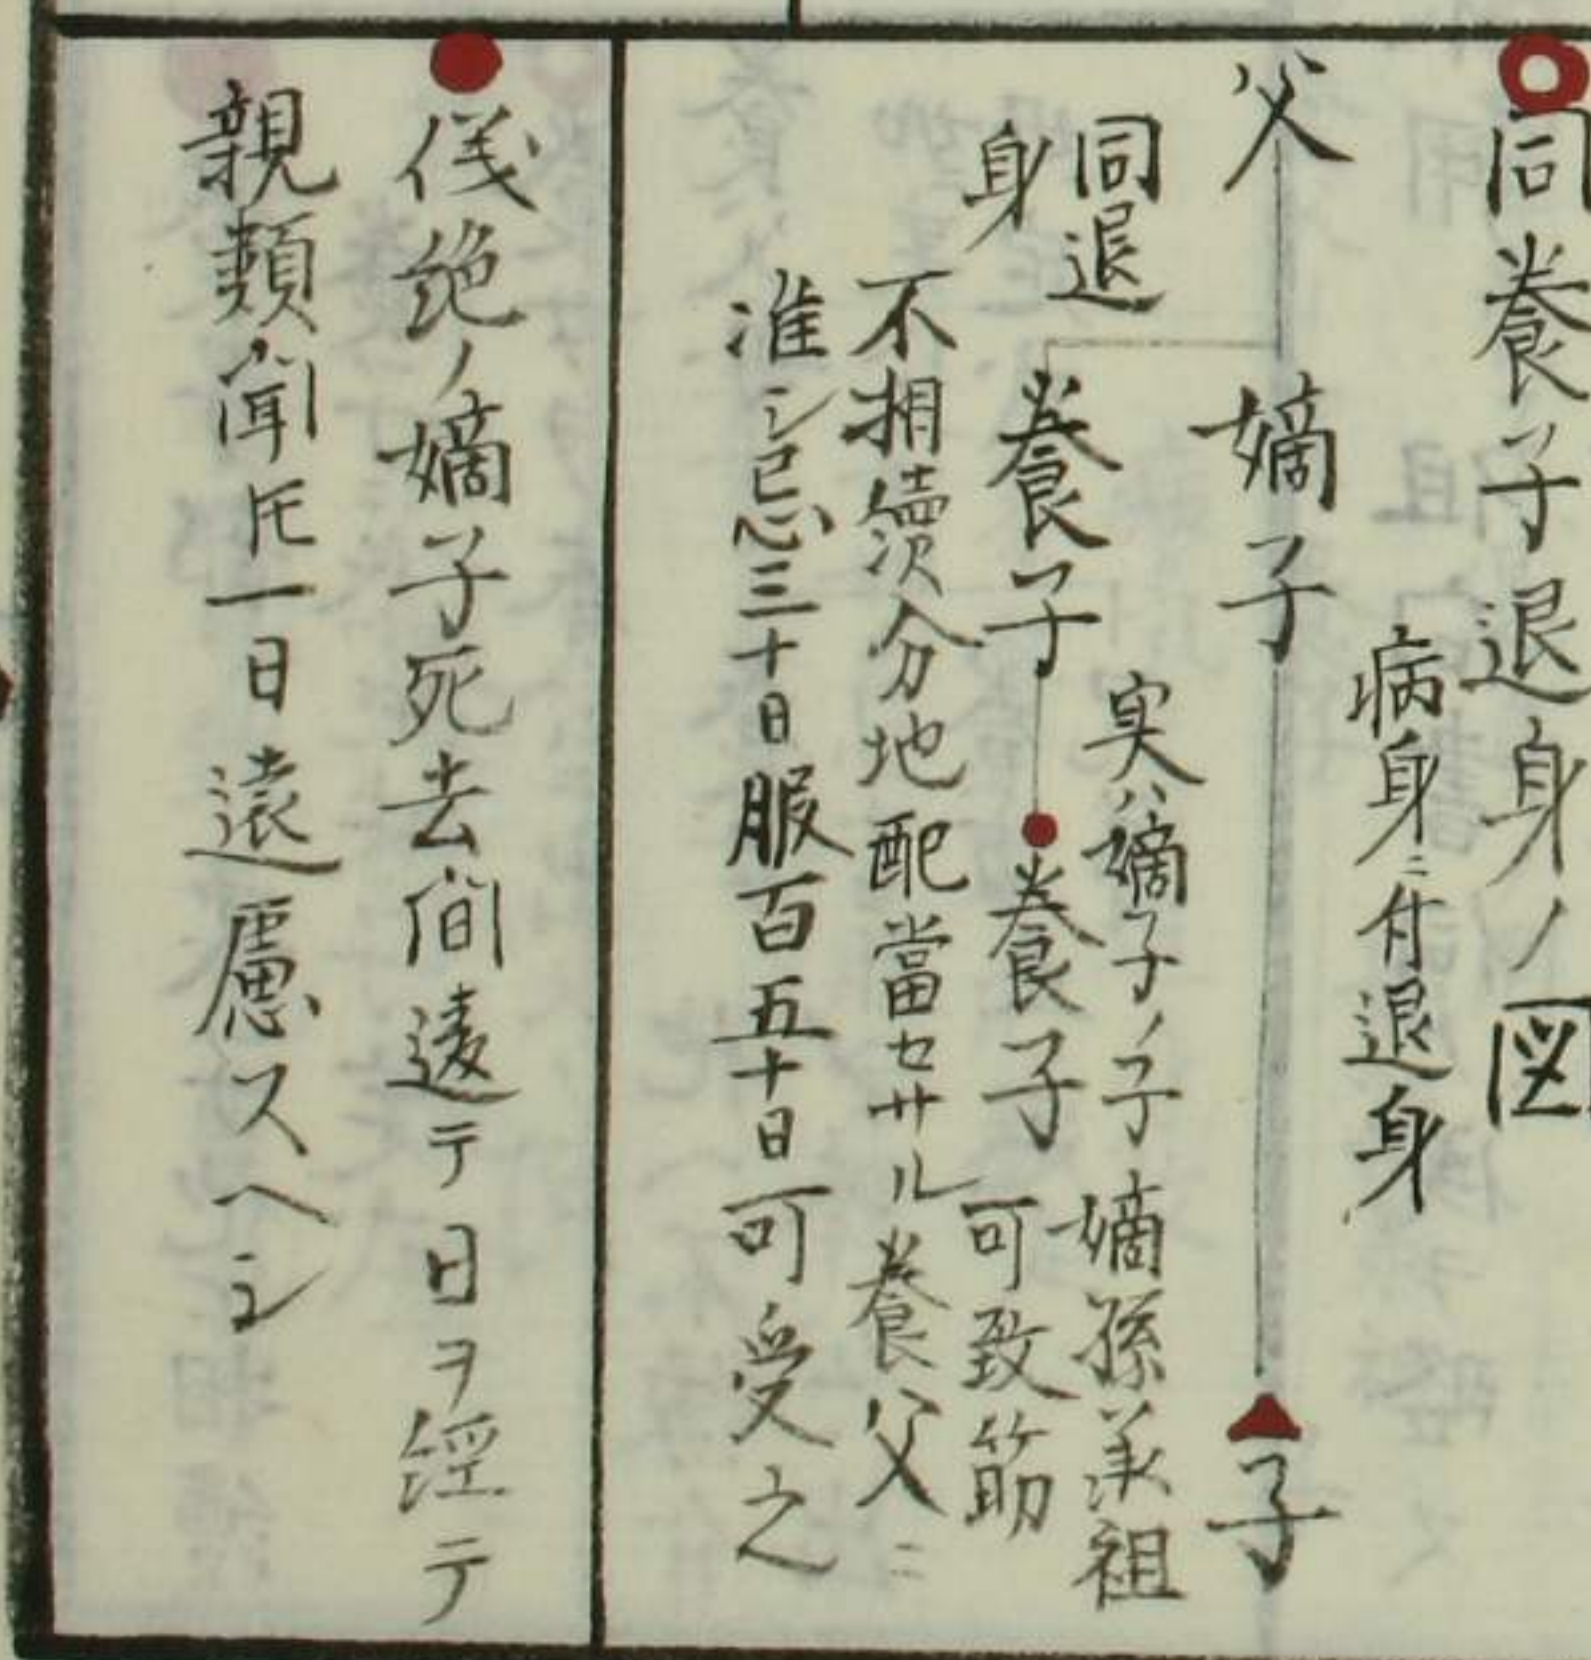 同養子退身ノ図
病身ニ付退身
父 嫡子 子
同退身
養子 養子
実ハ嫡子ノ子
嫡孫承祖
可致筋
不相續分地配當セサル養父ニ
准シ忌三十日服百五十日可受之
儀絶ノ嫡子死去間遠テ日ヲ經テ
親類聞㆑一日遠慮スヘシ